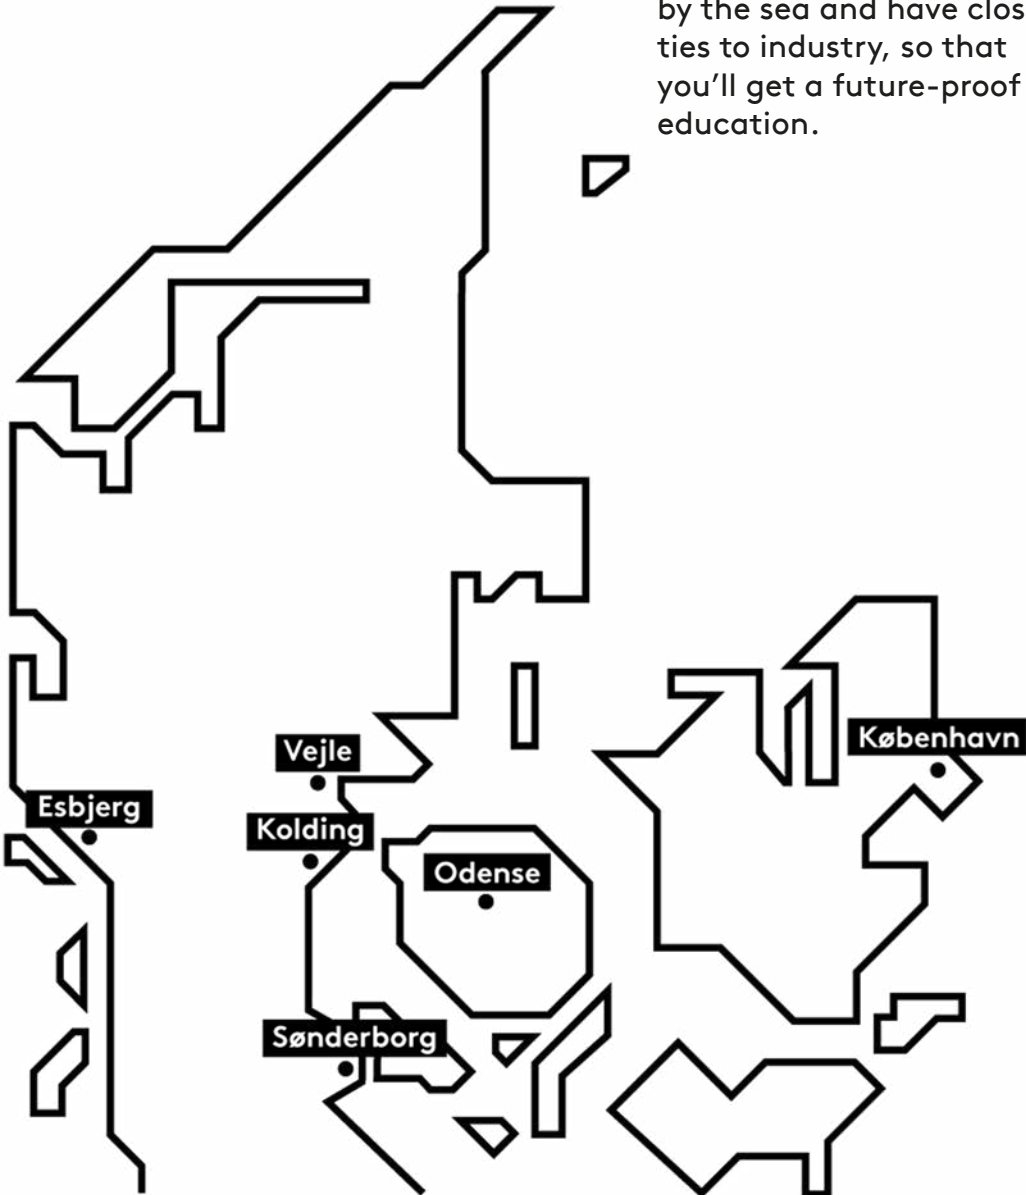 by the sea and have clos
ties to industry, so that
you'll get a future-proof
education.
København
Vejle
Esbjerg
Kolding
Odense
Sønderborg